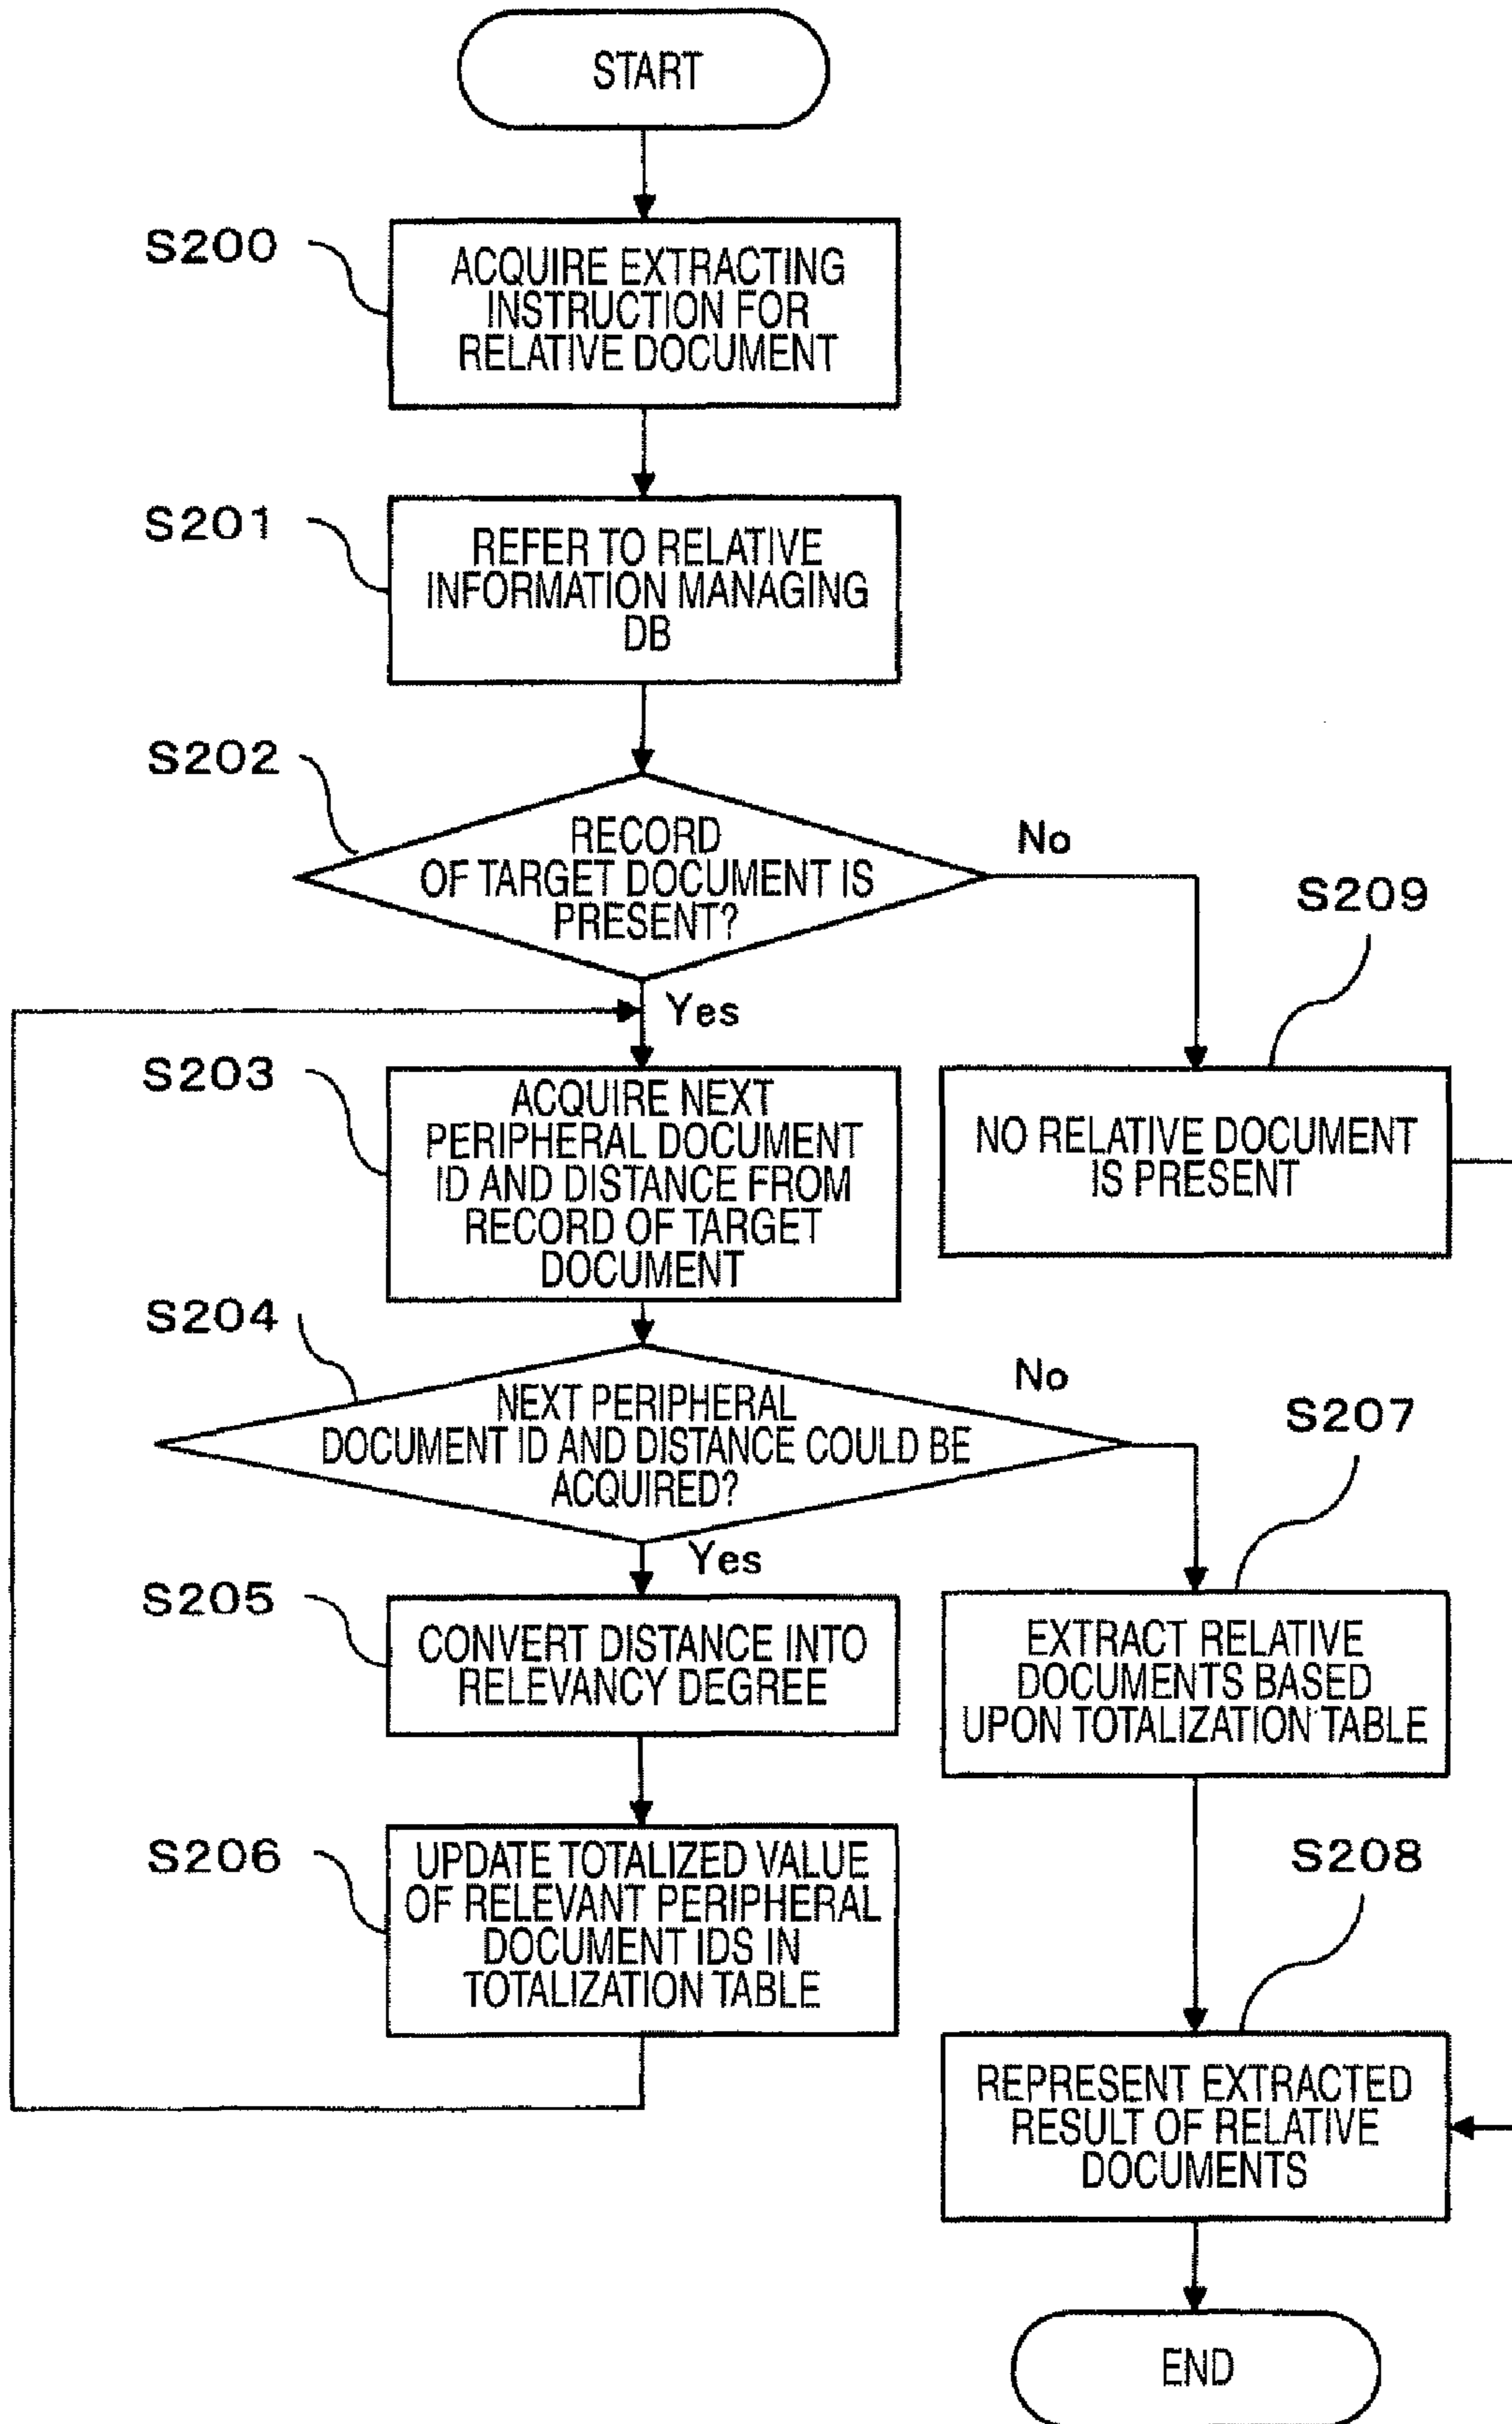 START
S200
ACQUIRE EXTRACTING
INSTRUCTION FOR
RELATIVE DOCUMENT
S201
REFER TO RELATIVE
INFORMATION MANAGING
DB
S202
RECORD
OF TARGET DOCUMENT IS
PRESENT?
No
Yes
S209
NO RELATIVE DOCUMENT
IS PRESENT
S203
ACQUIRE NEXT
PERIPHERAL DOCUMENT
ID AND DISTANCE FROM
RECORD OF TARGET
DOCUMENT
S204
NEXT PERIPHERAL
DOCUMENT ID AND DISTANCE COULD BE
ACQUIRED?
No
Yes
S205
CONVERT DISTANCE INTO
RELEVANCY DEGREE
S206
UPDATE TOTALIZED VALUE
OF RELEVANT PERIPHERAL
DOCUMENT IDS IN
TOTALIZATION TABLE
S207
EXTRACT RELATIVE
DOCUMENTS BASED
UPON TOTALIZATION TABLE
S208
REPRESENT EXTRACTED
RESULT OF RELATIVE
DOCUMENTS
END